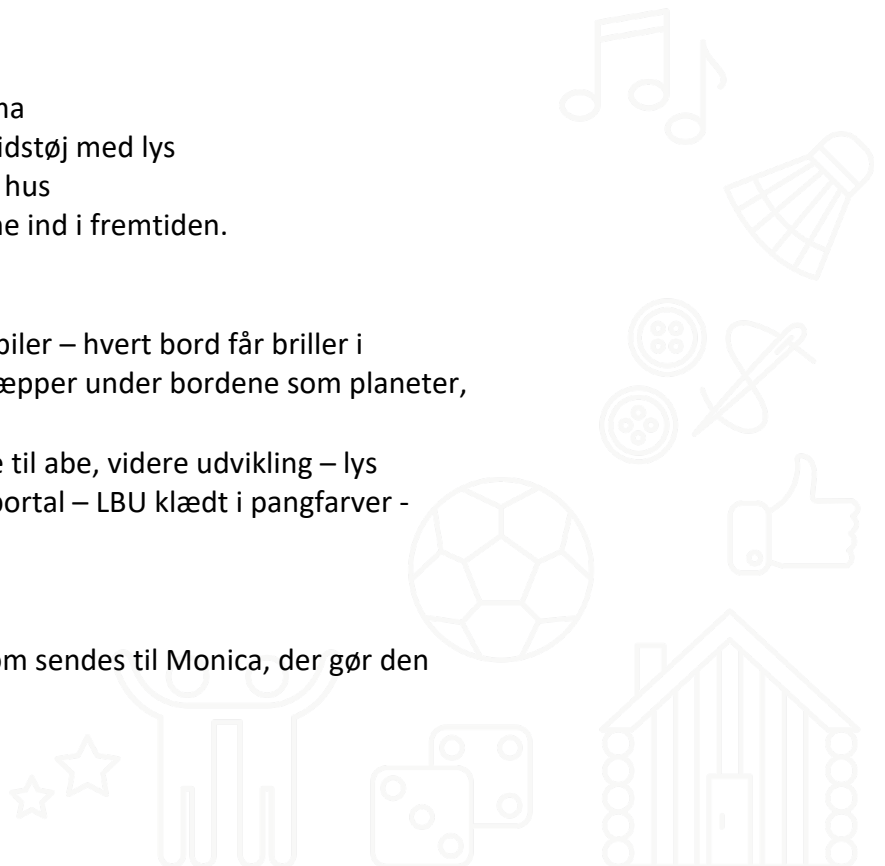 na
idstøj med lys
hus
ne ind i fremtiden.
biler – hvert bord får briller i
æpper under bordene som planeter,
e til abe, videre udvikling – lys
portal – LBU klædt i pangfarver -
om sendes til Monica, der gør den